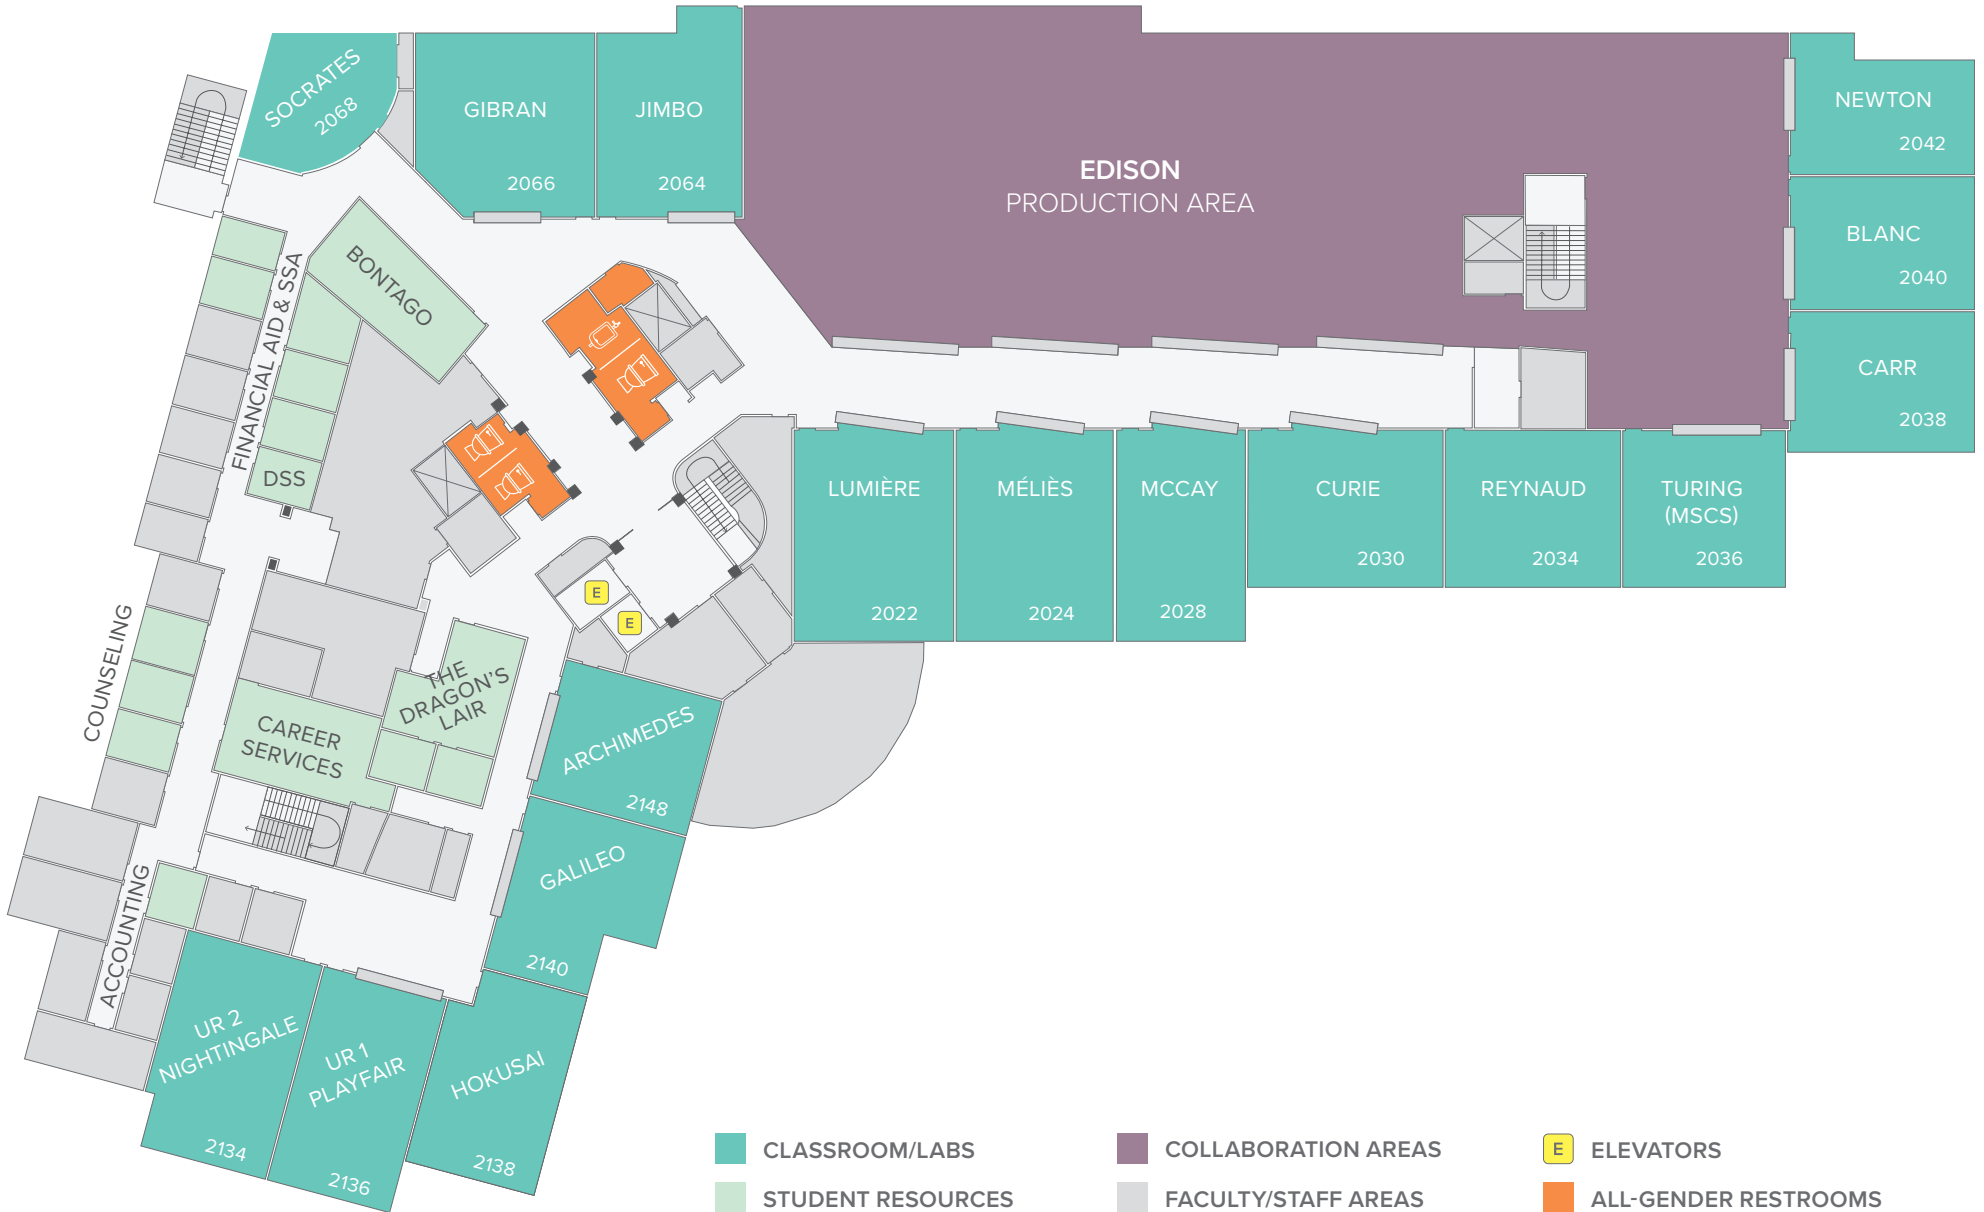 SOCRATES
2068
GIBRAN
2066
JIMBO
2064
EDISON
PRODUCTION AREA
NEWTON
2042
BLANC
2040
CARR
2038
BONTAGO
FINANCIAL AID & SSA
DSS
LUMIÈRE
2022
MÉLIÈS
2024
MCCAY
2028
CURIE
2030
REYNAUD
2034
TURING
(MSCS)
2036
E
E
COUNSELING
THE
DRAGON'S
LAIR
CAREER
SERVICES
ARCHIMEDES
2148
GALILEO
2140
ACCOUNTING
UR 2
NIGHTINGALE
2134
UR 1
PLAYFAIR
2136
HOKUSAI
2138
CLASSROOM/LABS
STUDENT RESOURCES
COLLABORATION AREAS
FACULTY/STAFF AREAS
E ELEVATORS
ALL-GENDER RESTROOMS